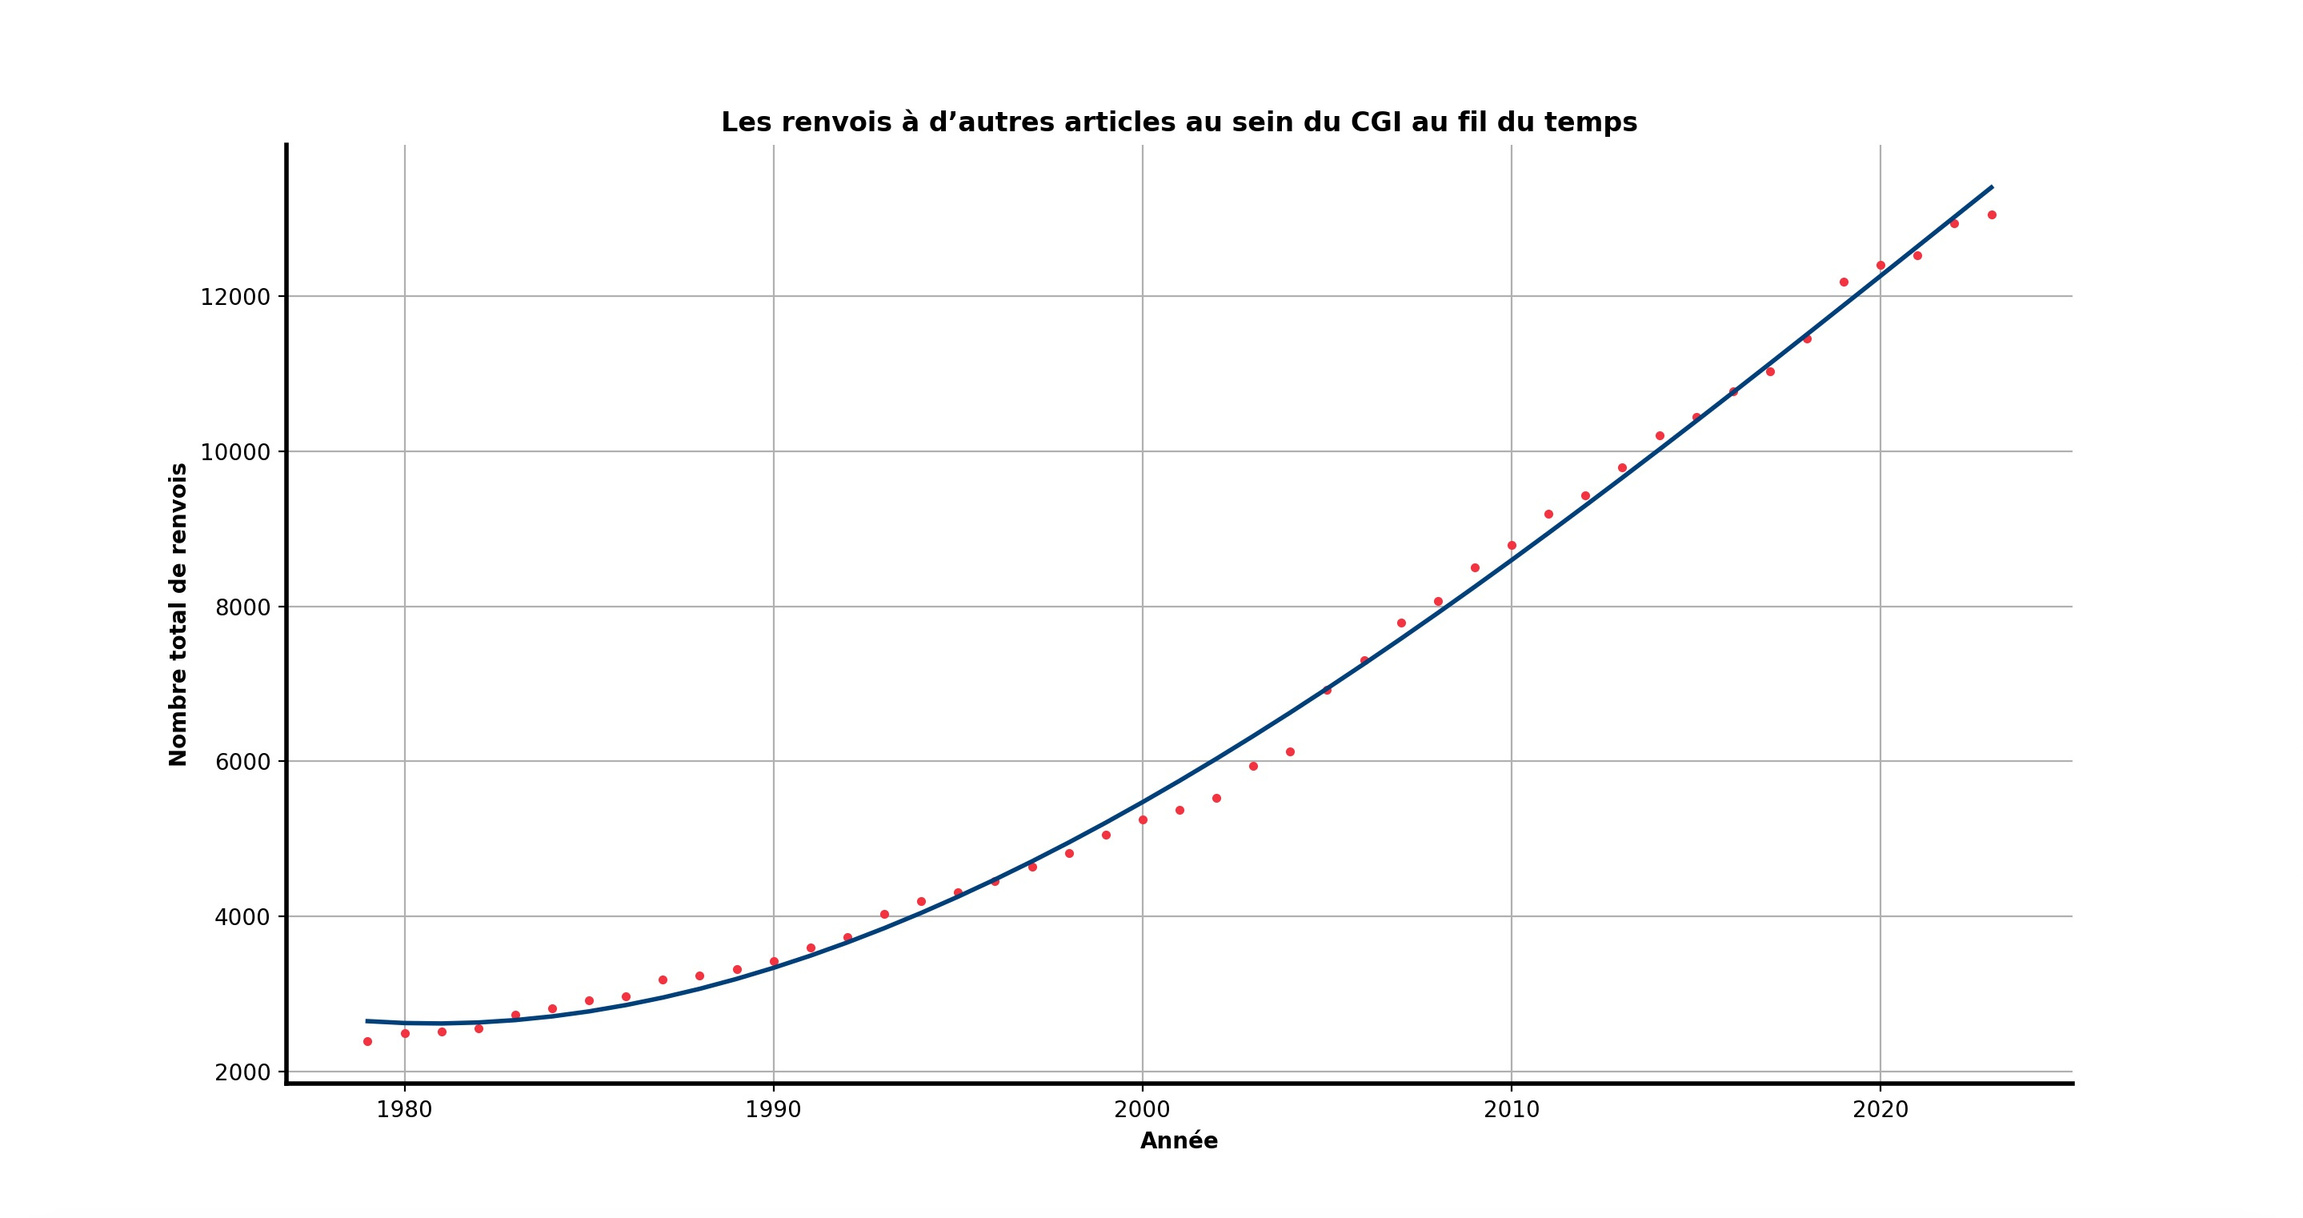 Les renvois à d’autres articles au sein du CGI au fil du temps
12000
10000
8000
6000
4000
2000
Nombre total de renvois
1980 1990 2000 2010 2020
Année